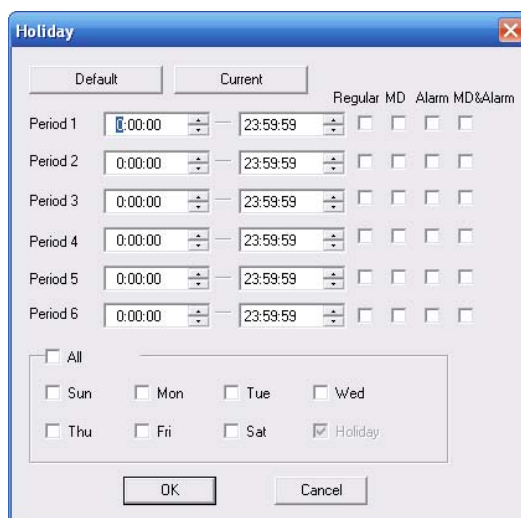 Holiday
Default Current
Regular MD Alarm MD&Alarm
Period 1 0:00:00 — 23:59:59
Period 2 0:00:00 — 23:59:59
Period 3 0:00:00 — 23:59:59
Period 4 0:00:00 — 23:59:59
Period 5 0:00:00 — 23:59:59
Period 6 0:00:00 — 23:59:59
All
Sun Mon Tue Wed
Thu Fri Sat Holiday
OK Cancel